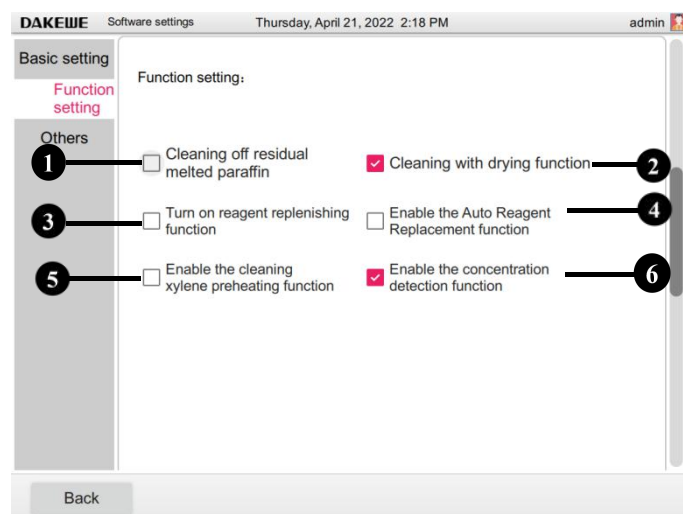 DAKEWE Software settings Thursday, April 21, 2022 2:18 PM admin
Basic setting
Function
setting
Others
Function setting:
1 Cleaning off residual
melted paraffin
Cleaning with drying function 2
3 Turn on reagent replenishing
function
Enable the Auto Reagent
Replacement function 4
5 Enable the cleaning
xylene preheating function
Enable the concentration
detection function 6
Back